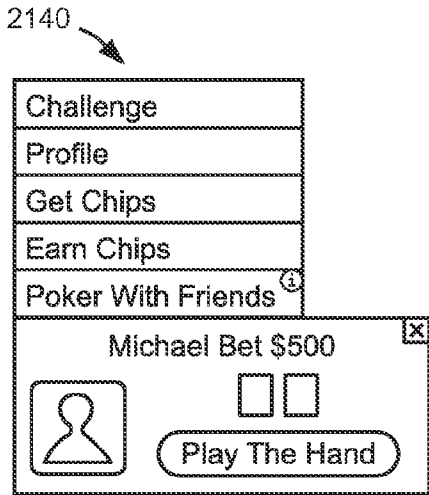 2140
Challenge
Profile
Get Chips
Earn Chips
Poker With Friends i
Michael Bet $500
Play The Hand